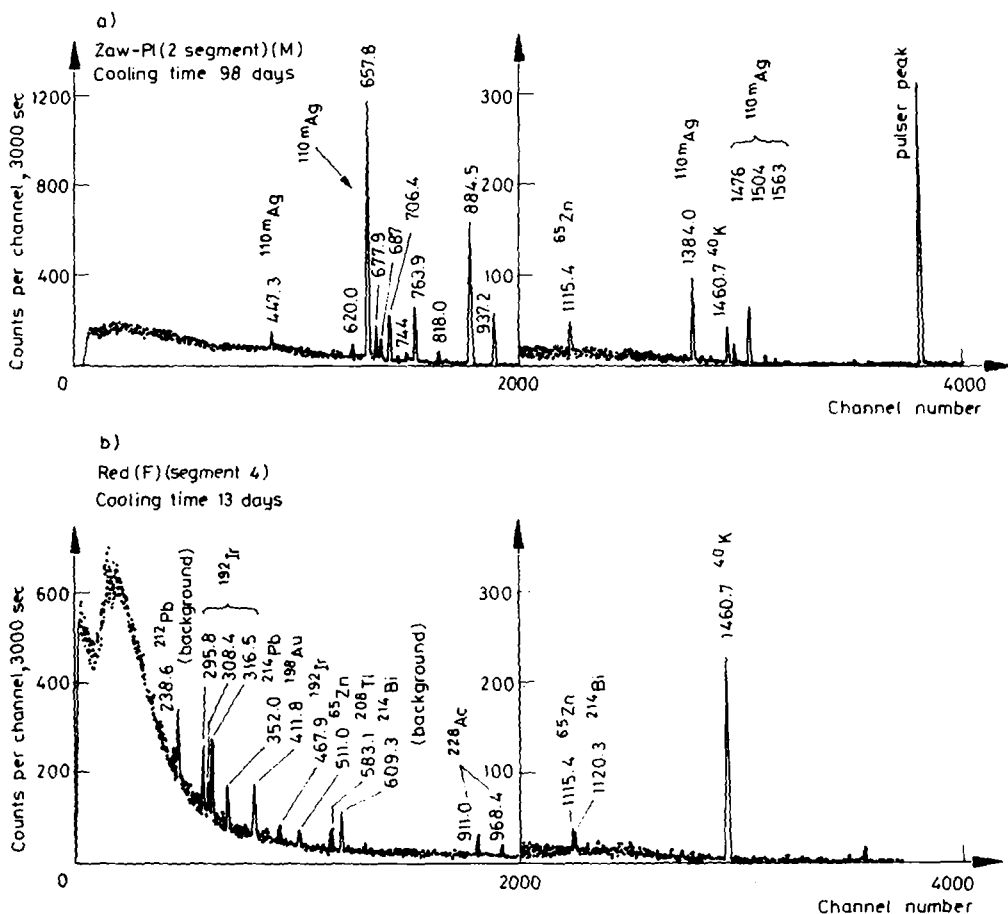 a)
Zaw-Pl (2 segment) (M)
Cooling time 98 days
Counts per channel, 3000 sec
1200
800
400
0
447.3 110mAg
620.0
110mAg
657.8
677.9
687
706.4
744
763.9
818.0
884.5
937.2
2000
300
200
100
1115.4 65Zn
1384.0 110mAg
1460.7 40K
110mAg
1476
1504
1563
pulser peak
4000
Channel number
b)
Red (F) (segment 4)
Cooling time 13 days
Counts per channel, 3000 sec
600
400
200
0
238.6 212Pb
(background)
192Ir
295.8
308.4
316.5
352.0 214Pb
411.8 198Au
467.9 192Ir
511.0 65Zn
583.1 208Tl
609.3 214Bi
(background)
228Ac
911.0
968.4
2000
300
200
100
1115.4 65Zn
1120.3 214Bi
1460.7 40K
4000
Channel number